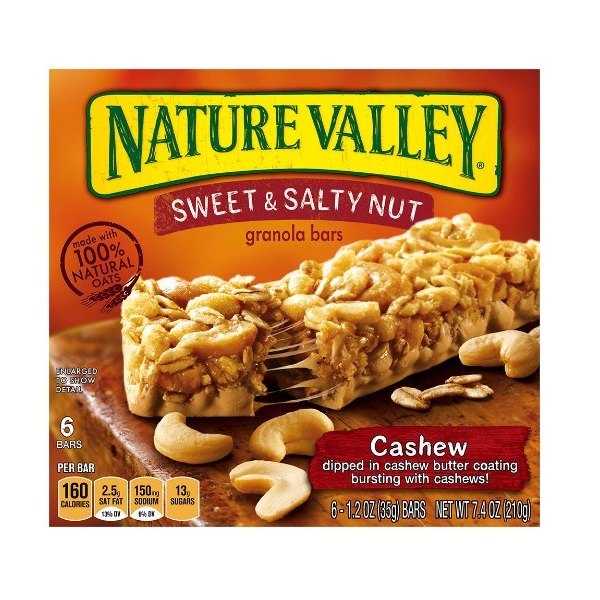 NATURE VALLEY®
SWEET & SALTY NUT
granola bars
made with
100%
NATURAL
OATS
ENLARGED
TO SHOW
DETAIL
6
BARS
Cashew
dipped in cashew butter coating
bursting with cashews!
PER BAR
160
CALORIES
2.5g
SAT FAT
13% DV
150mg
SODIUM
6% DV
13g
SUGARS
6 - 1.2 OZ (35g) BARS NET WT 7.4 OZ (210g)